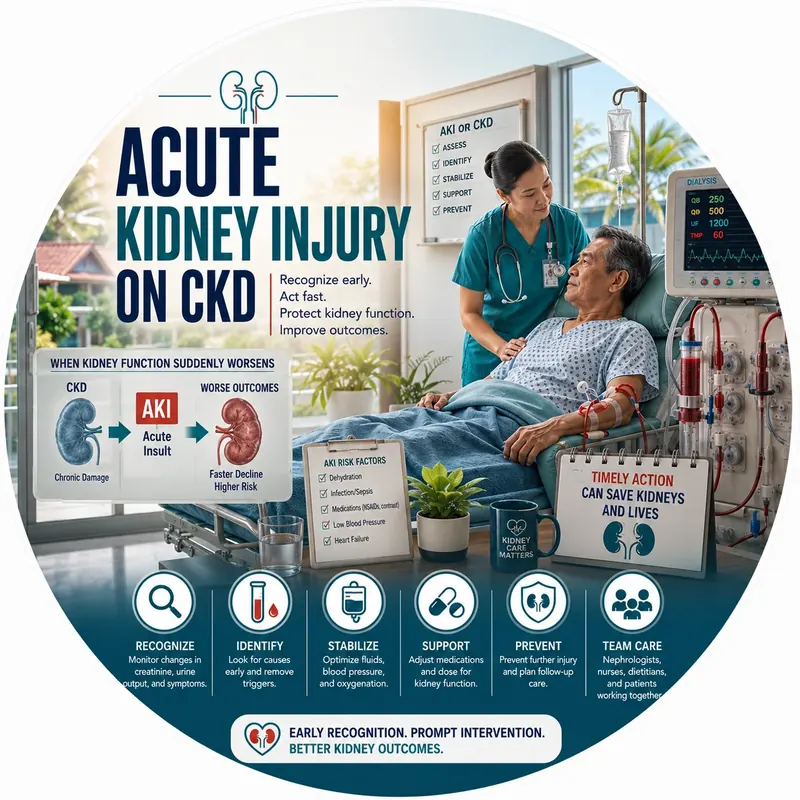 ACUTE
KIDNEY INJURY
ON CKD
Recognize early.
Act fast.
Protect kidney function.
Improve outcomes.
AKI OR CKD
ASSESS
IDENTIFY
STABILIZE
SUPPORT
PREVENT
DIALYSIS
QB 250
QD 500
UF 1200
TMP 60
WHEN KIDNEY FUNCTION SUDDENLY WORSENS
CKD
Chronic Damage
AKI
Acute
Insult
WORSE OUTCOMES
Faster Decline
Higher Risk
AKI RISK FACTORS
Dehydration
Infection/Sepsis
Medications (NSAIDs, contrast)
Low Blood Pressure
Heart Failure
KIDNEY
CARE
MATTERS
TIMELY ACTION
CAN SAVE KIDNEYS
AND LIVES
RECOGNIZE
Monitor changes in
creatinine, urine
output, and symptoms.
IDENTIFY
Look for causes
early and remove
triggers.
STABILIZE
Optimize fluids,
blood pressure,
and oxygenation.
SUPPORT
Adjust medications
and dose for
kidney function.
PREVENT
Prevent further injury
and plan follow-up
care.
TEAM CARE
Nephrologists,
nurses, dietitians,
and patients
working together.
EARLY RECOGNITION. PROMPT INTERVENTION.
BETTER KIDNEY OUTCOMES.